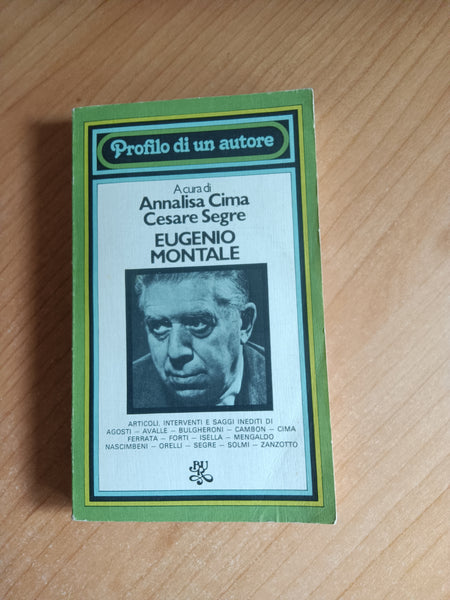 Profilo di un autore
A cura di
Annalisa Cima
Cesare Segre
EUGENIO
MONTALE
ARTICOLI, INTERVENTI E SAGGI INEDITI DI
AGOSTI – AVALLE – BULGHERONI – CAMBON – CIMA
FERRATA – FORTI – ISELLA – MENGALDO
NASCIMBENI – ORELLI – SEGRE – SOLMI – ZANZOTTO
BUR